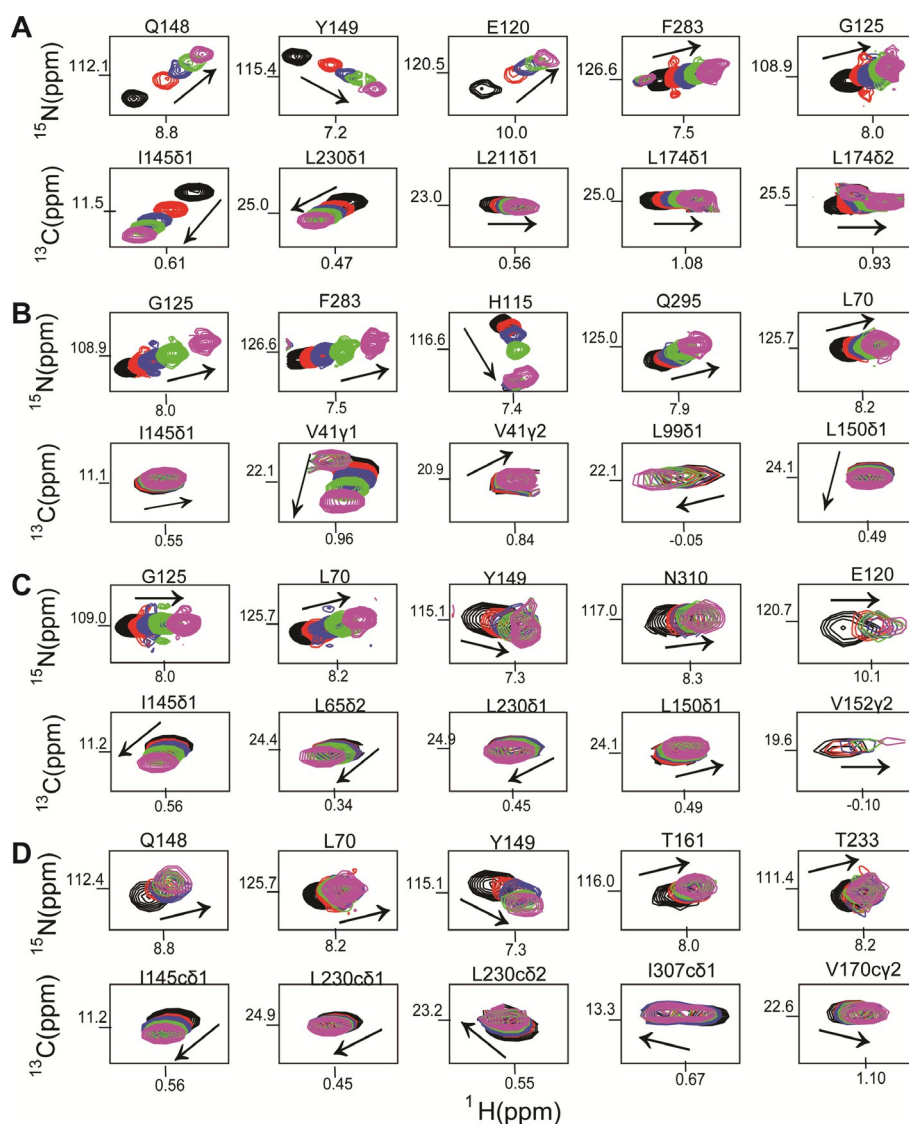 A
Q148 Y149 E120 F283 G125
15N(ppm) 112.1 115.4 120.5 126.6 108.9
8.8 7.2 10.0 7.5 8.0
I145δ1 L230δ1 L211δ1 L174δ1 L174δ2
13C(ppm) 11.5 25.0 23.0 25.0 25.5
0.61 0.47 0.56 1.08 0.93
B
G125 F283 H115 Q295 L70
15N(ppm) 108.9 126.6 116.6 125.0 125.7
8.0 7.5 7.4 7.9 8.2
I145δ1 V41γ1 V41γ2 L99δ1 L150δ1
13C(ppm) 11.1 22.1 20.9 22.1 24.1
0.55 0.96 0.84 -0.05 0.49
C
G125 L70 Y149 N310 E120
15N(ppm) 109.0 125.7 115.1 117.0 120.7
8.0 8.2 7.3 8.3 10.1
I145δ1 L65δ2 L230δ1 L150δ1 V152γ2
13C(ppm) 11.2 24.4 24.9 24.1 19.6
0.56 0.34 0.45 0.49 -0.10
D
Q148 L70 Y149 T161 T233
15N(ppm) 112.4 125.7 115.1 116.0 111.4
8.8 8.2 7.3 8.0 8.2
I145cδ1 L230cδ1 L230cδ2 I307cδ1 V170cγ2
13C(ppm) 11.2 24.9 23.2 13.3 22.6
0.56 0.45 0.55 0.67 1.10
1 H(ppm)